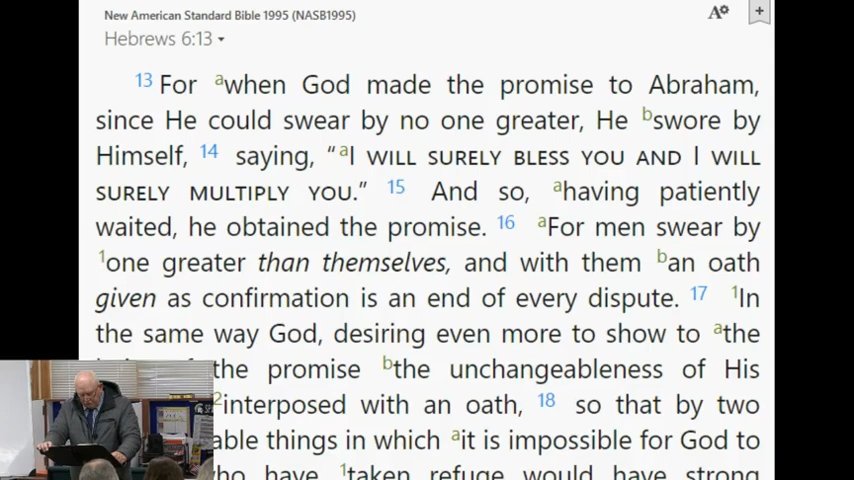 New American Standard Bible 1995 (NASB1995)
Hebrews 6:13
13 For awhen God made the promise to Abraham,
since He could swear by no one greater, He bswore by
Himself, 14 saying, “aI WILL SURELY BLESS YOU AND I WILL
SURELY MULTIPLY YOU.” 15 And so, ahaving patiently
waited, he obtained the promise. 16 aFor men swear by
1one greater than themselves, and with them ban oath
given as confirmation is an end of every dispute. 17 1In
the same way God, desiring even more to show to athe
the promise bthe unchangeableness of His
2interposed with an oath, 18 so that by two
able things in which ait is impossible for God to
who have 1taken refuge would have strong